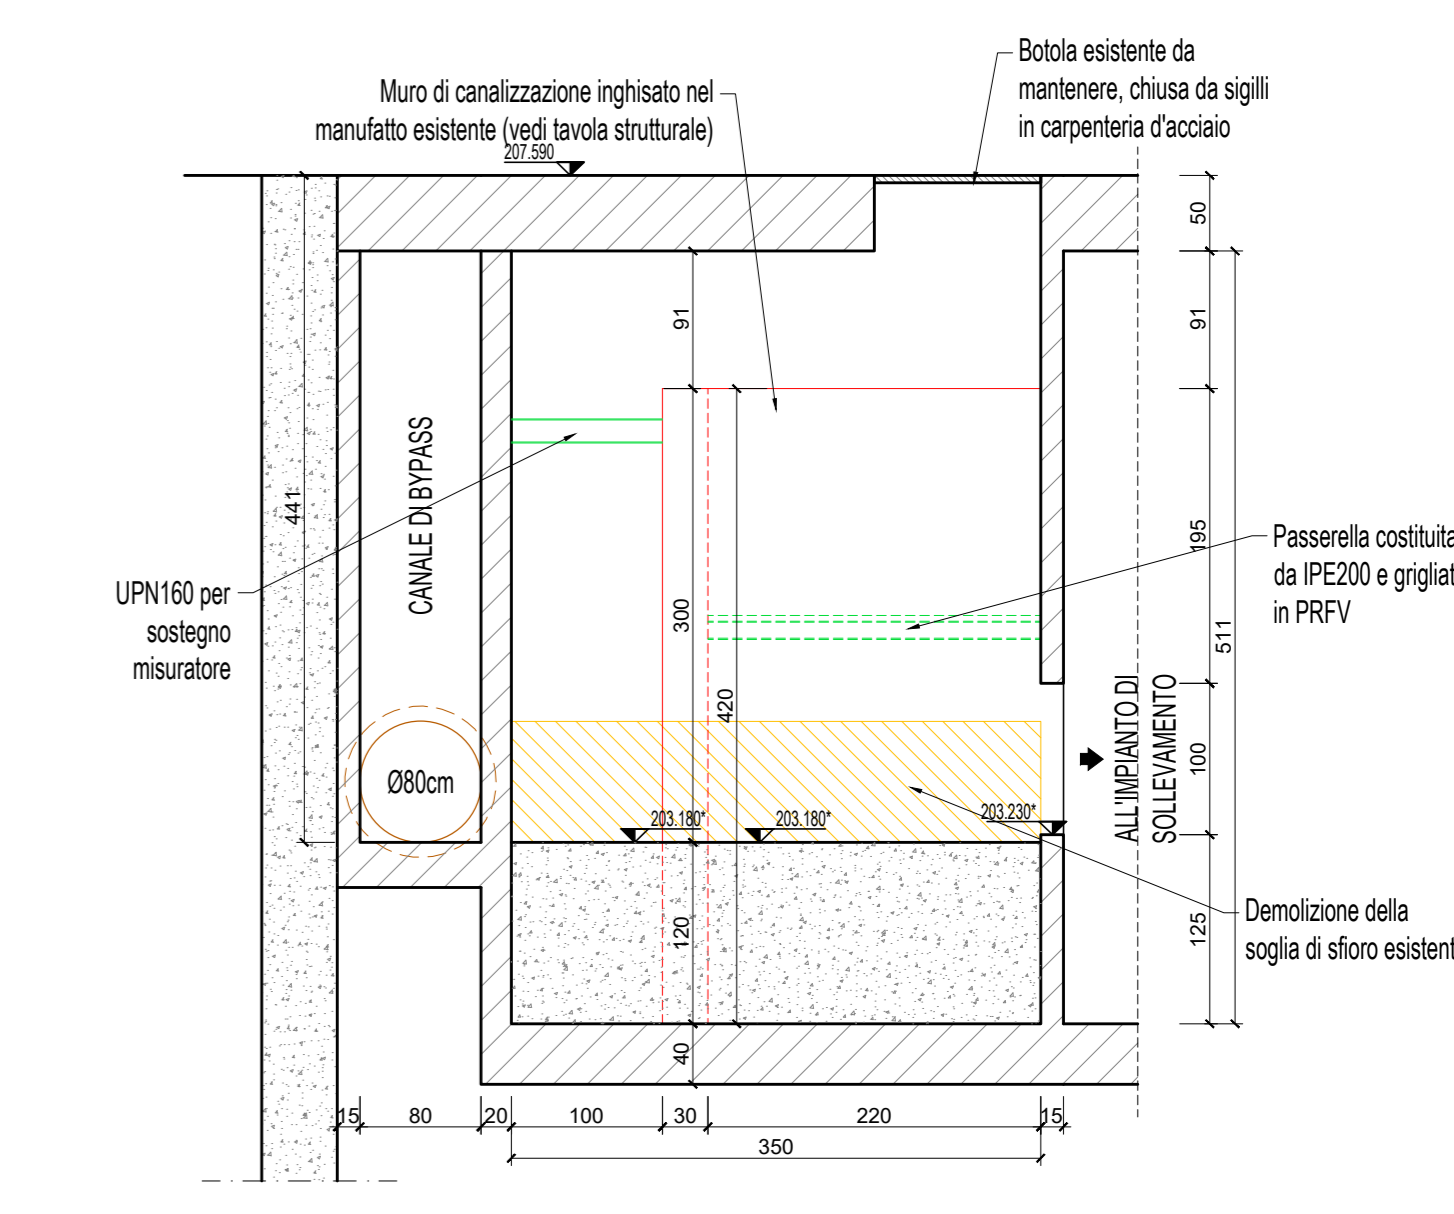 Botola esistente da
mantenere, chiusa da sigilli
in carpenteria d'acciaio
Muro di canalizzazione inghisato nel
manufatto esistente (vedi tavola strutturale)
207.590
50
91
91
441
CANALE DI BYPASS
195
Passerella costituita
da IPE200 e grigliat
in PRFV
UPN160 per
sostegno
misuratore
300
511
420
Ø80cm
ALL'IMPIANTO DI
SOLLEVAMENTO
100
203.180*
203.180*
203.230*
120
125
Demolizione della
soglia di sfioro esistent
40
15
80
20
100
30
220
15
350